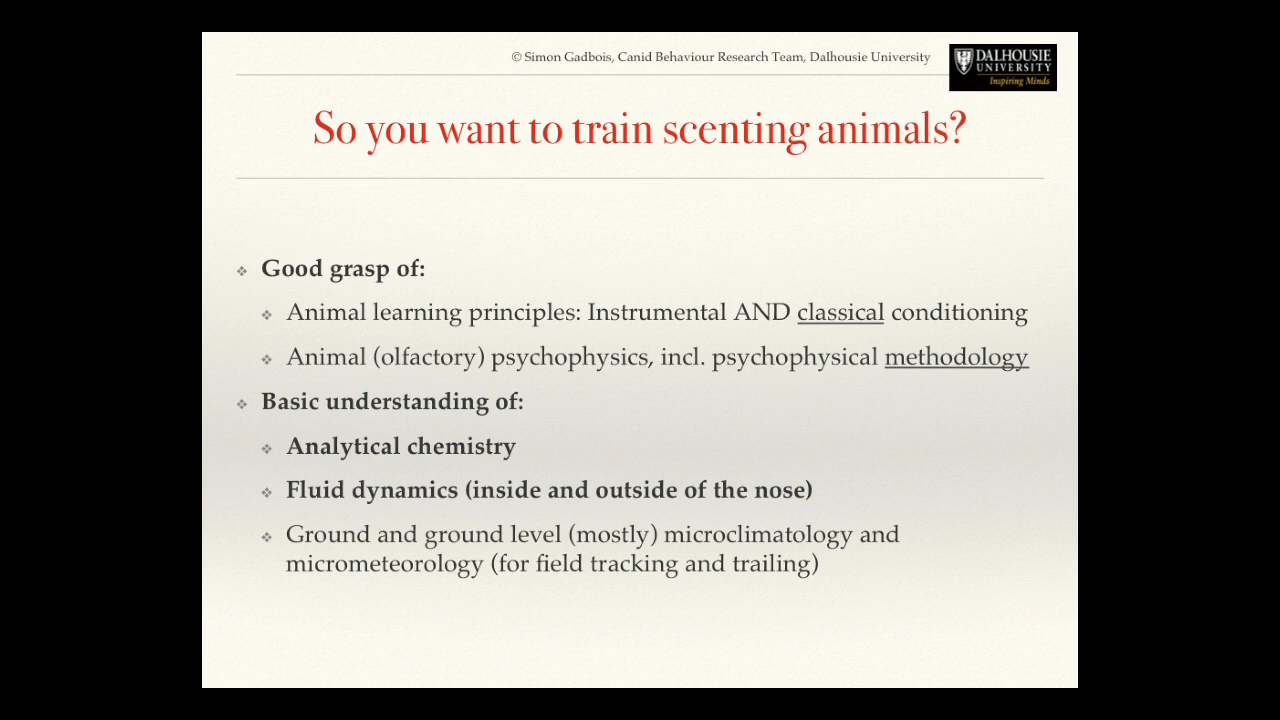 © Simon Gadbois, Canid Behaviour Research Team, Dalhousie University
DALHOUSIE
UNIVERSITY
Inspiring Minds
So you want to train scenting animals?
Good grasp of:
Animal learning principles: Instrumental AND classical conditioning
Animal (olfactory) psychophysics, incl. psychophysical methodology
Basic understanding of:
Analytical chemistry
Fluid dynamics (inside and outside of the nose)
Ground and ground level (mostly) microclimatology and
micrometeorology (for field tracking and trailing)